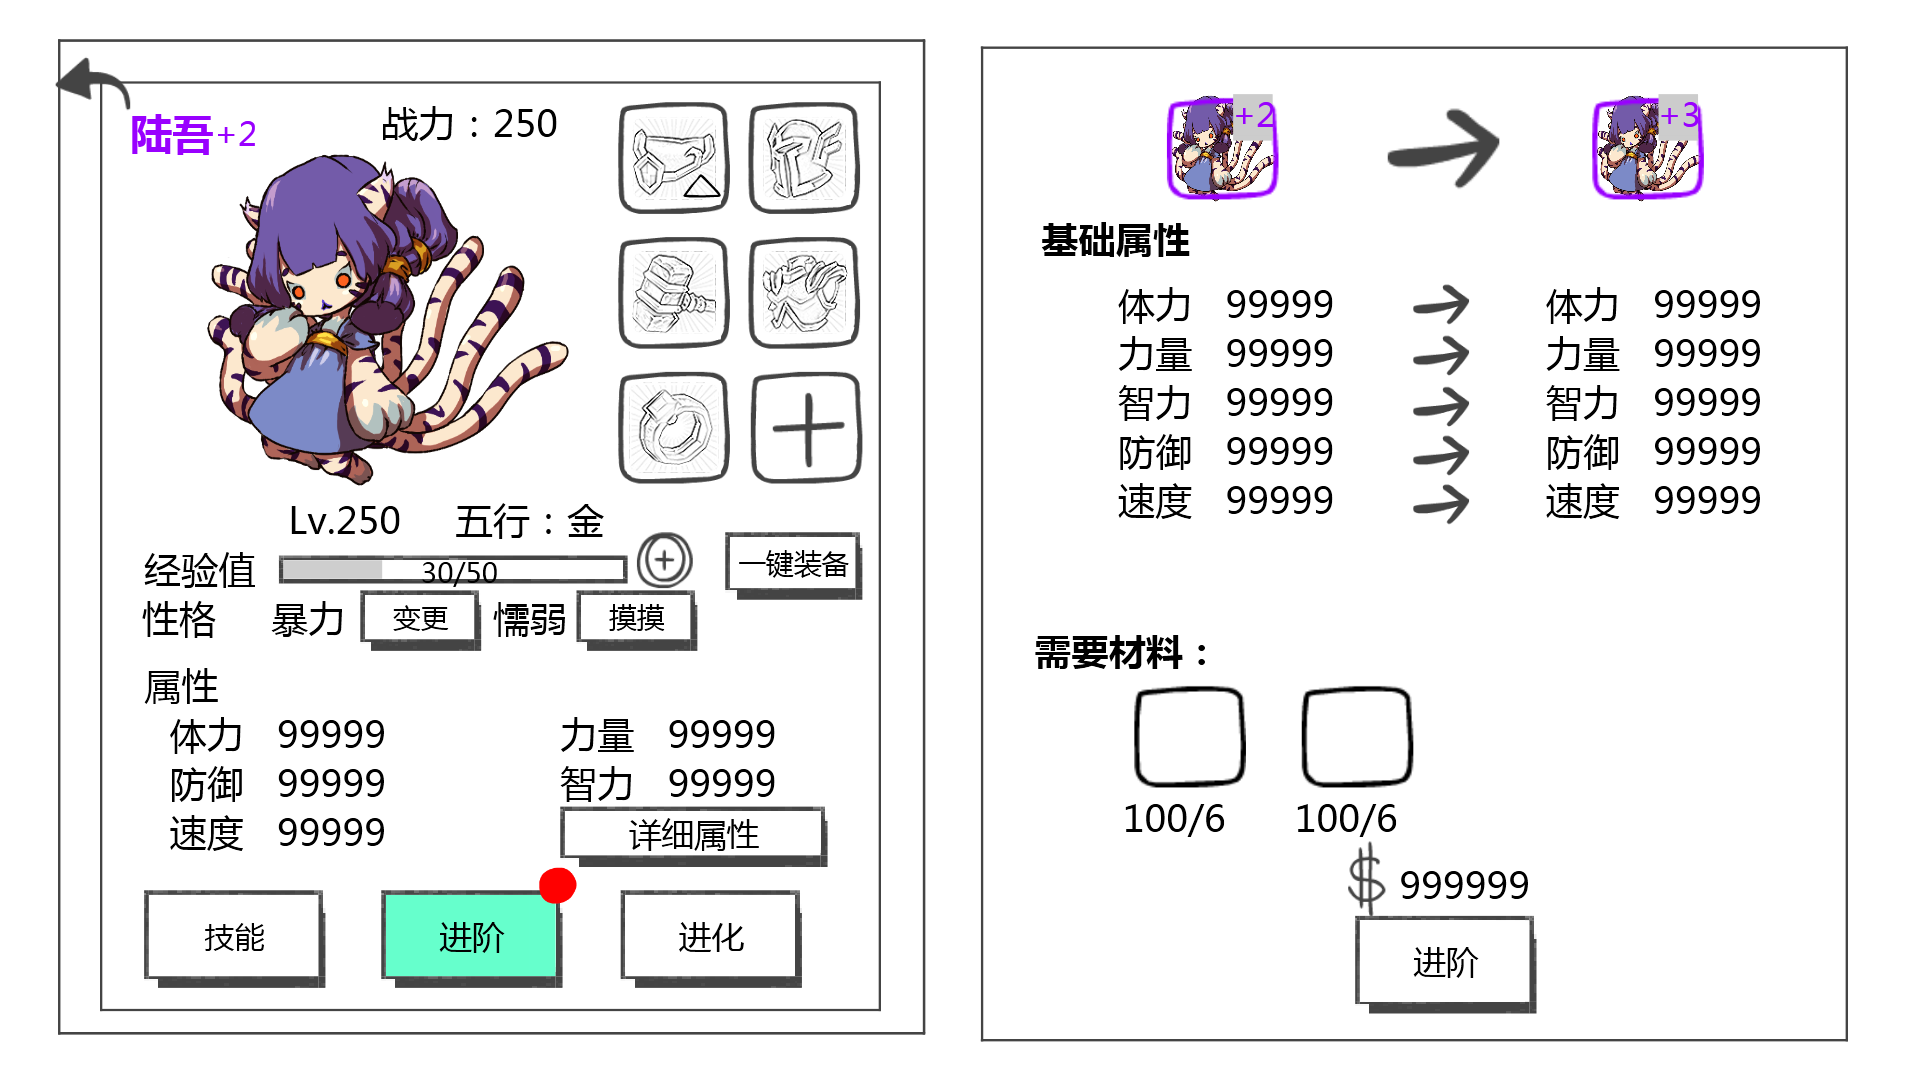 陆吾+2
战力：250
Lv.250 五行：金
经验值 30/50
一键装备
性格 暴力 变更 懦弱 摸摸
属性
体力 99999 力量 99999
防御 99999 智力 99999
速度 99999 详细属性
技能 进阶 进化
+2 +3
基础属性
体力 99999 体力 99999
力量 99999 力量 99999
智力 99999 智力 99999
防御 99999 防御 99999
速度 99999 速度 99999
需要材料：
100/6 100/6
$ 999999
进阶